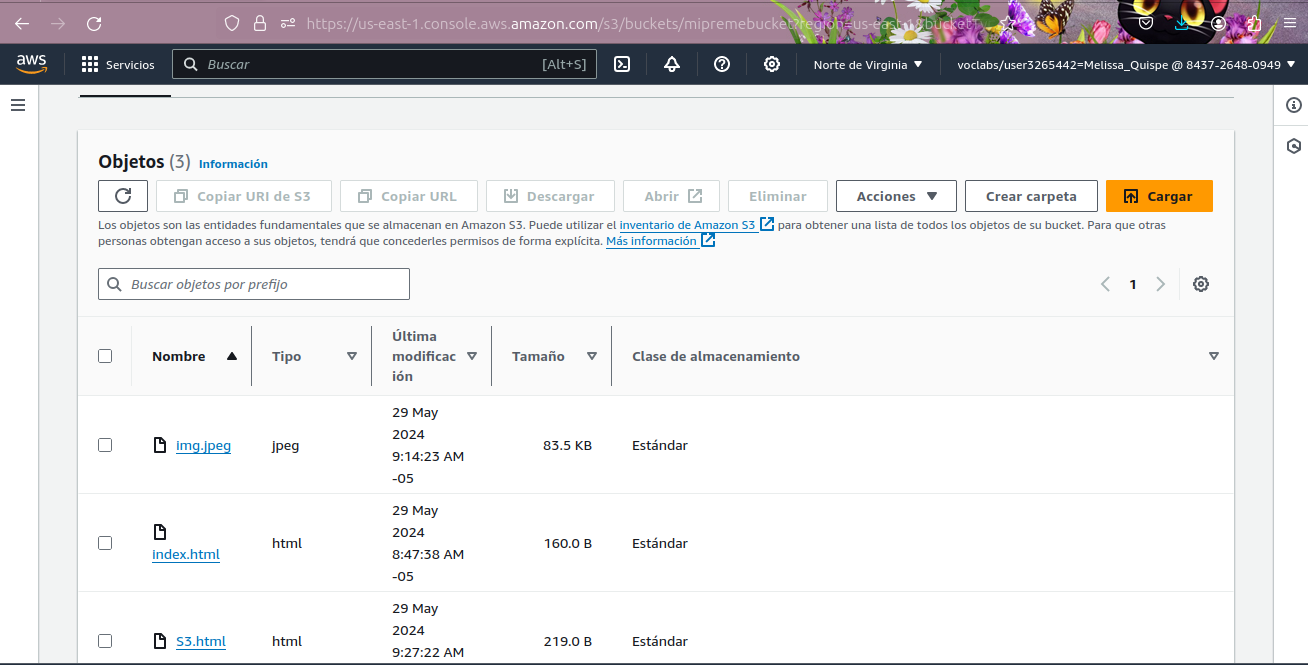 https://us-east-1.console.aws.amazon.com/s3/buckets/mipremebucket?region=us-east-1&bucketT
aws
Servicios
Buscar [Alt+S]
Norte de Virginia
voclabs/user3265442=Melissa_Quispe @ 8437-2648-0949
Objetos (3) Información
Copiar URI de S3
Copiar URL
Descargar
Abrir
Eliminar
Acciones
Crear carpeta
Cargar
Los objetos son las entidades fundamentales que se almacenan en Amazon S3. Puede utilizar el inventario de Amazon S3 para obtener una lista de todos los objetos de su bucket. Para que otras
personas obtengan acceso a sus objetos, tendrá que concederles permisos de forma explícita. Más información
Buscar objetos por prefijo
1
Nombre
Tipo
Última
modificac
ión
Tamaño
Clase de almacenamiento
img.jpeg
jpeg
29 May
2024
9:14:23 AM
-05
83.5 KB
Estándar
index.html
html
29 May
2024
8:47:38 AM
-05
160.0 B
Estándar
S3.html
html
29 May
2024
9:27:22 AM
219.0 B
Estándar